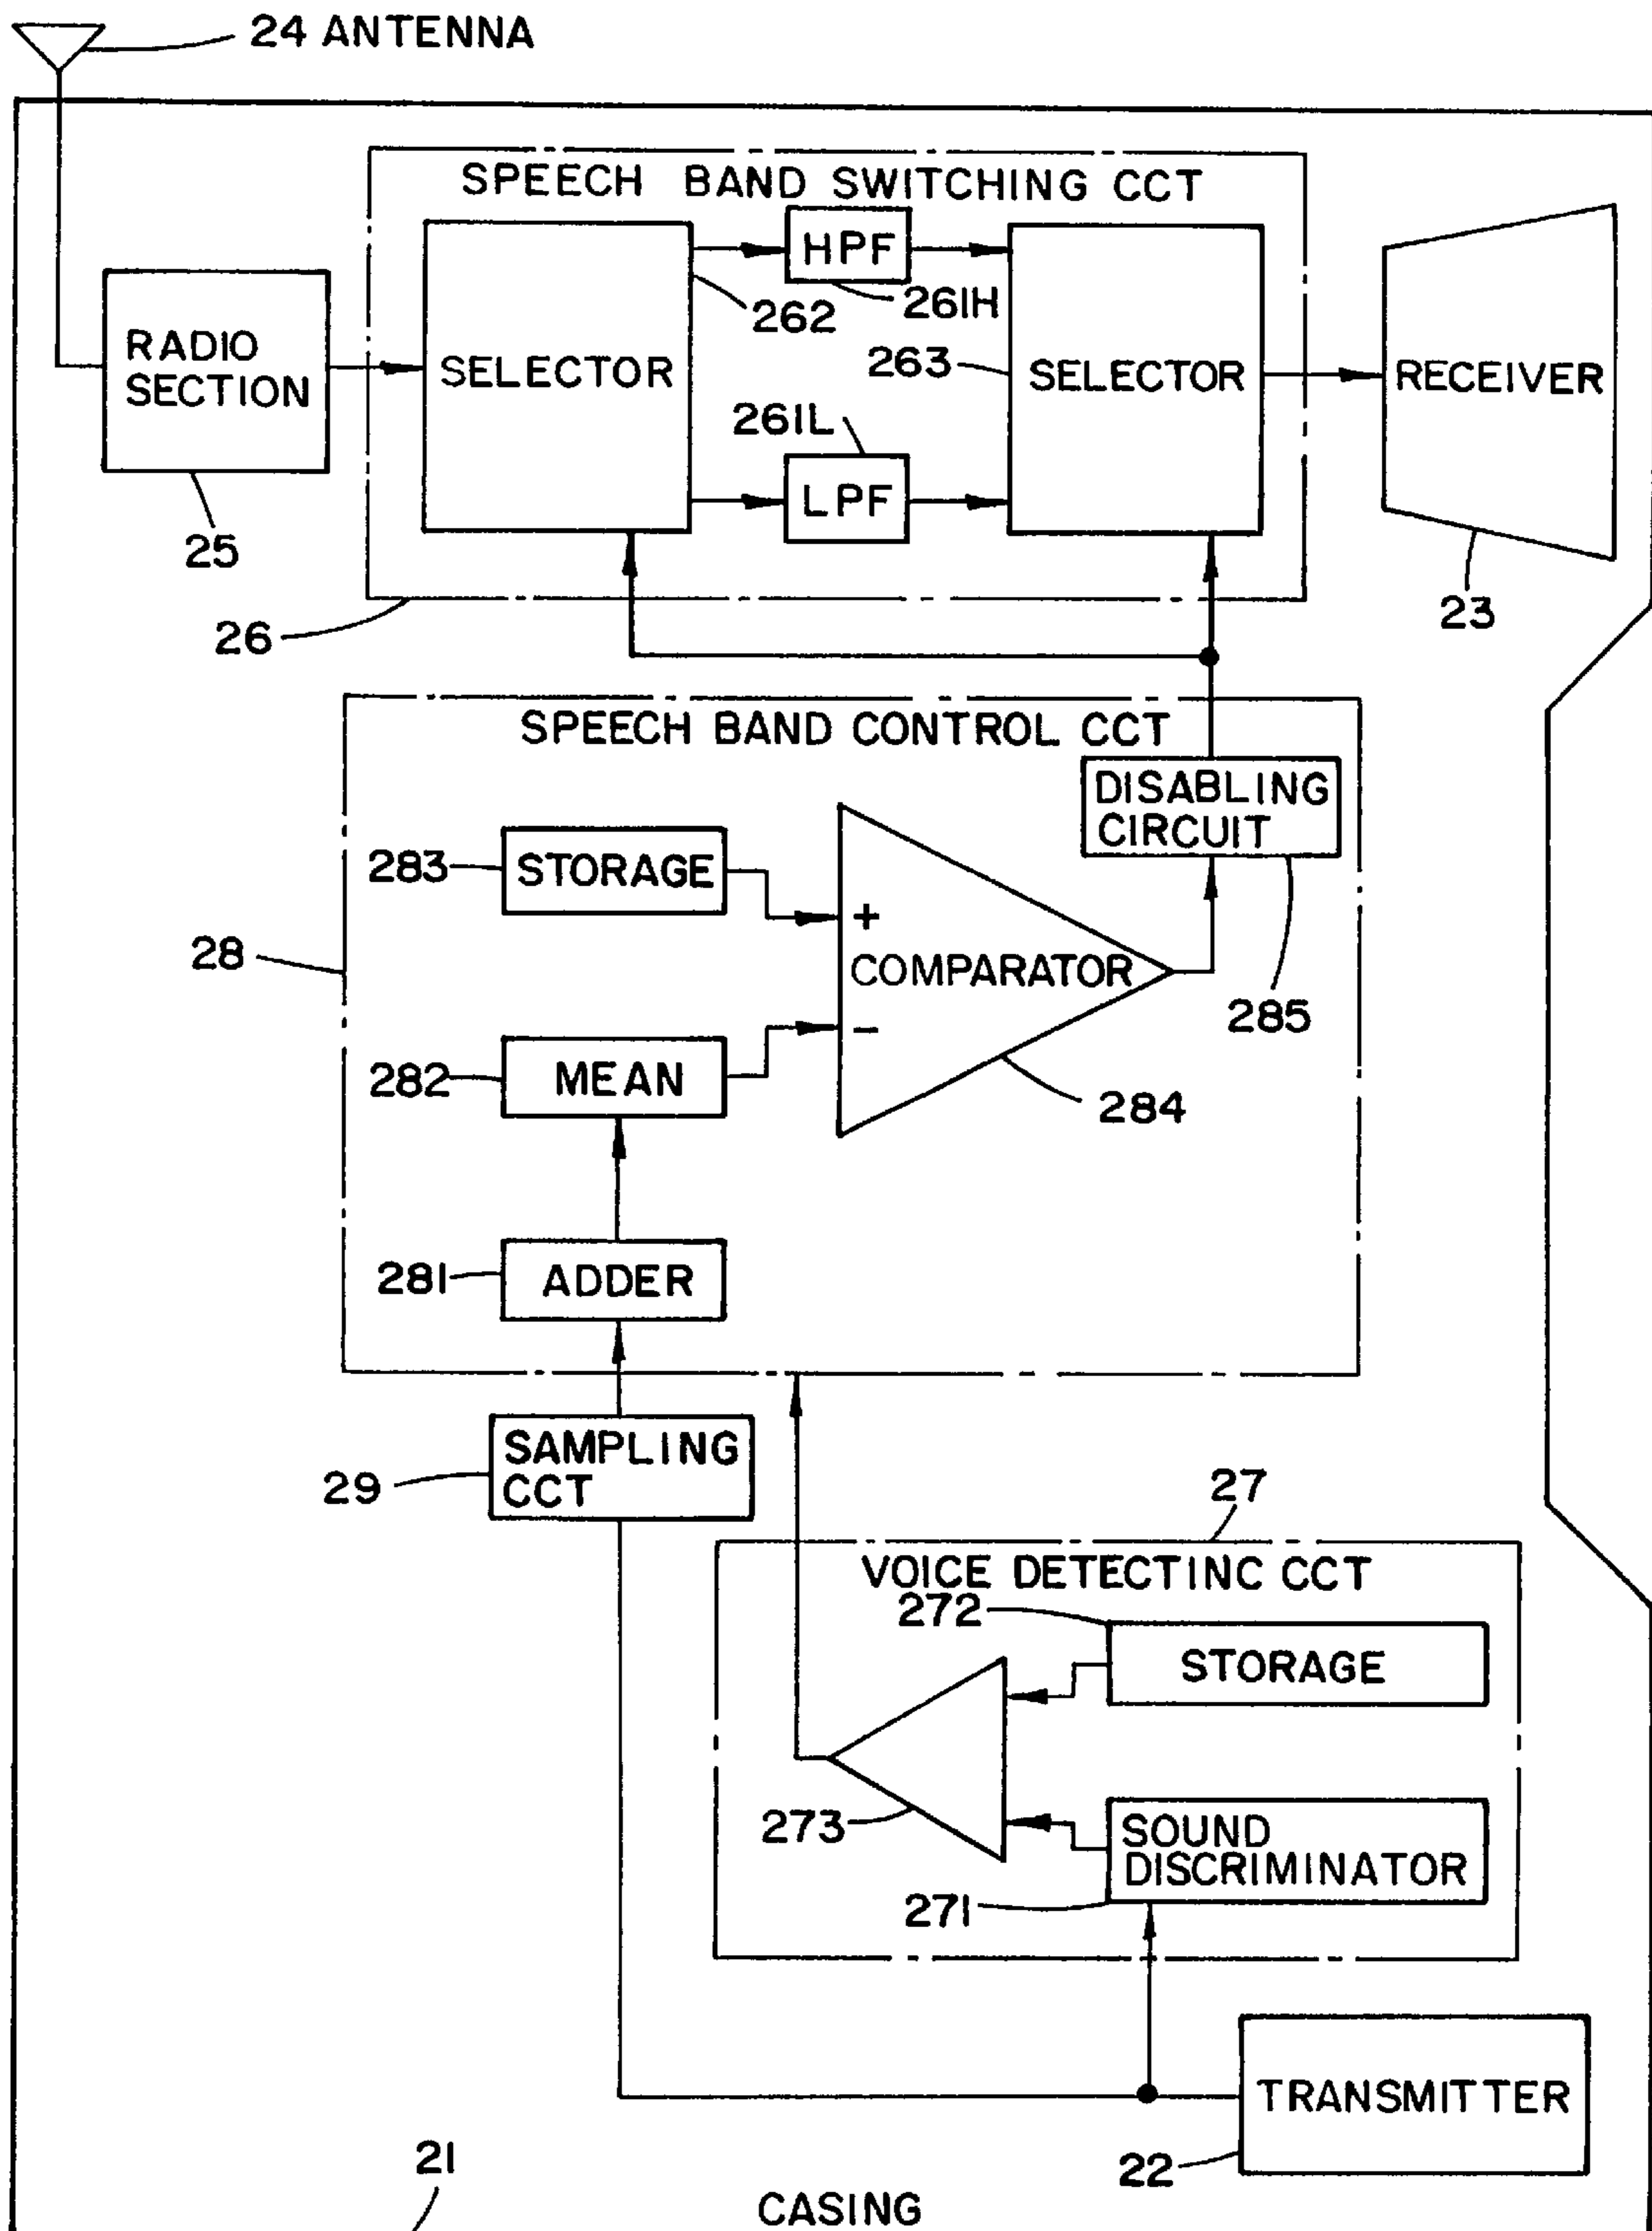 24 ANTENNA
SPEECH BAND SWITCHING CCT
HPF
261H
262
RADIO
SECTION
SELECTOR
263
SELECTOR
RECEIVER
261L
LPF
25
26
23
SPEECH BAND CONTROL CCT
DISABLING
CIRCUIT
283
STORAGE
+
28
COMPARATOR
285
−
282
MEAN
284
281
ADDER
SAMPLING
CCT
29
27
VOICE DETECTINC CCT
272
STORAGE
273
SOUND
DISCRIMINATOR
271
TRANSMITTER
22
21
CASING